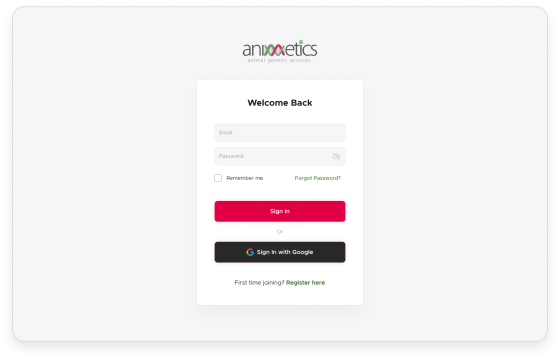 animetics
animal genetic services
Welcome Back
Email
Password
Remember me
Forgot Password?
Sign In
Or
Sign In with Google
First time joining? Register here